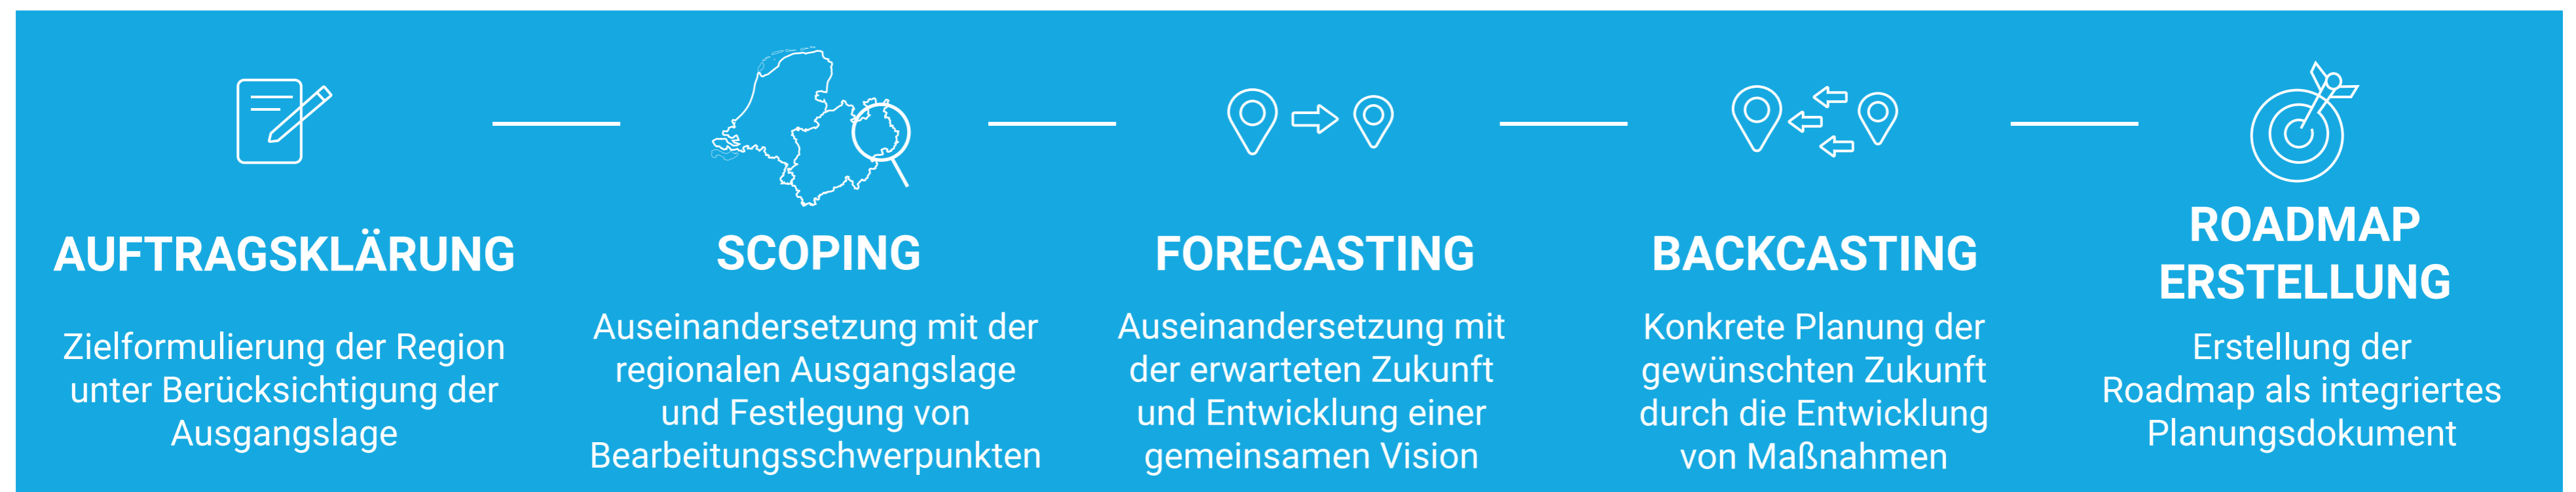 AUFTRAGSKLÄRUNG
Zielformulierung der Region
unter Berücksichtigung der
Ausgangslage
SCOPING
Auseinandersetzung mit der
regionalen Ausgangslage
und Festlegung von
Bearbeitungsschwerpunkten
FORECASTING
Auseinandersetzung mit
der erwarteten Zukunft
und Entwicklung einer
gemeinsamen Vision
BACKCASTING
Konkrete Planung der
gewünschten Zukunft
durch die Entwicklung
von Maßnahmen
ROADMAP
ERSTELLUNG
Erstellung der
Roadmap als integriertes
Planungsdokument